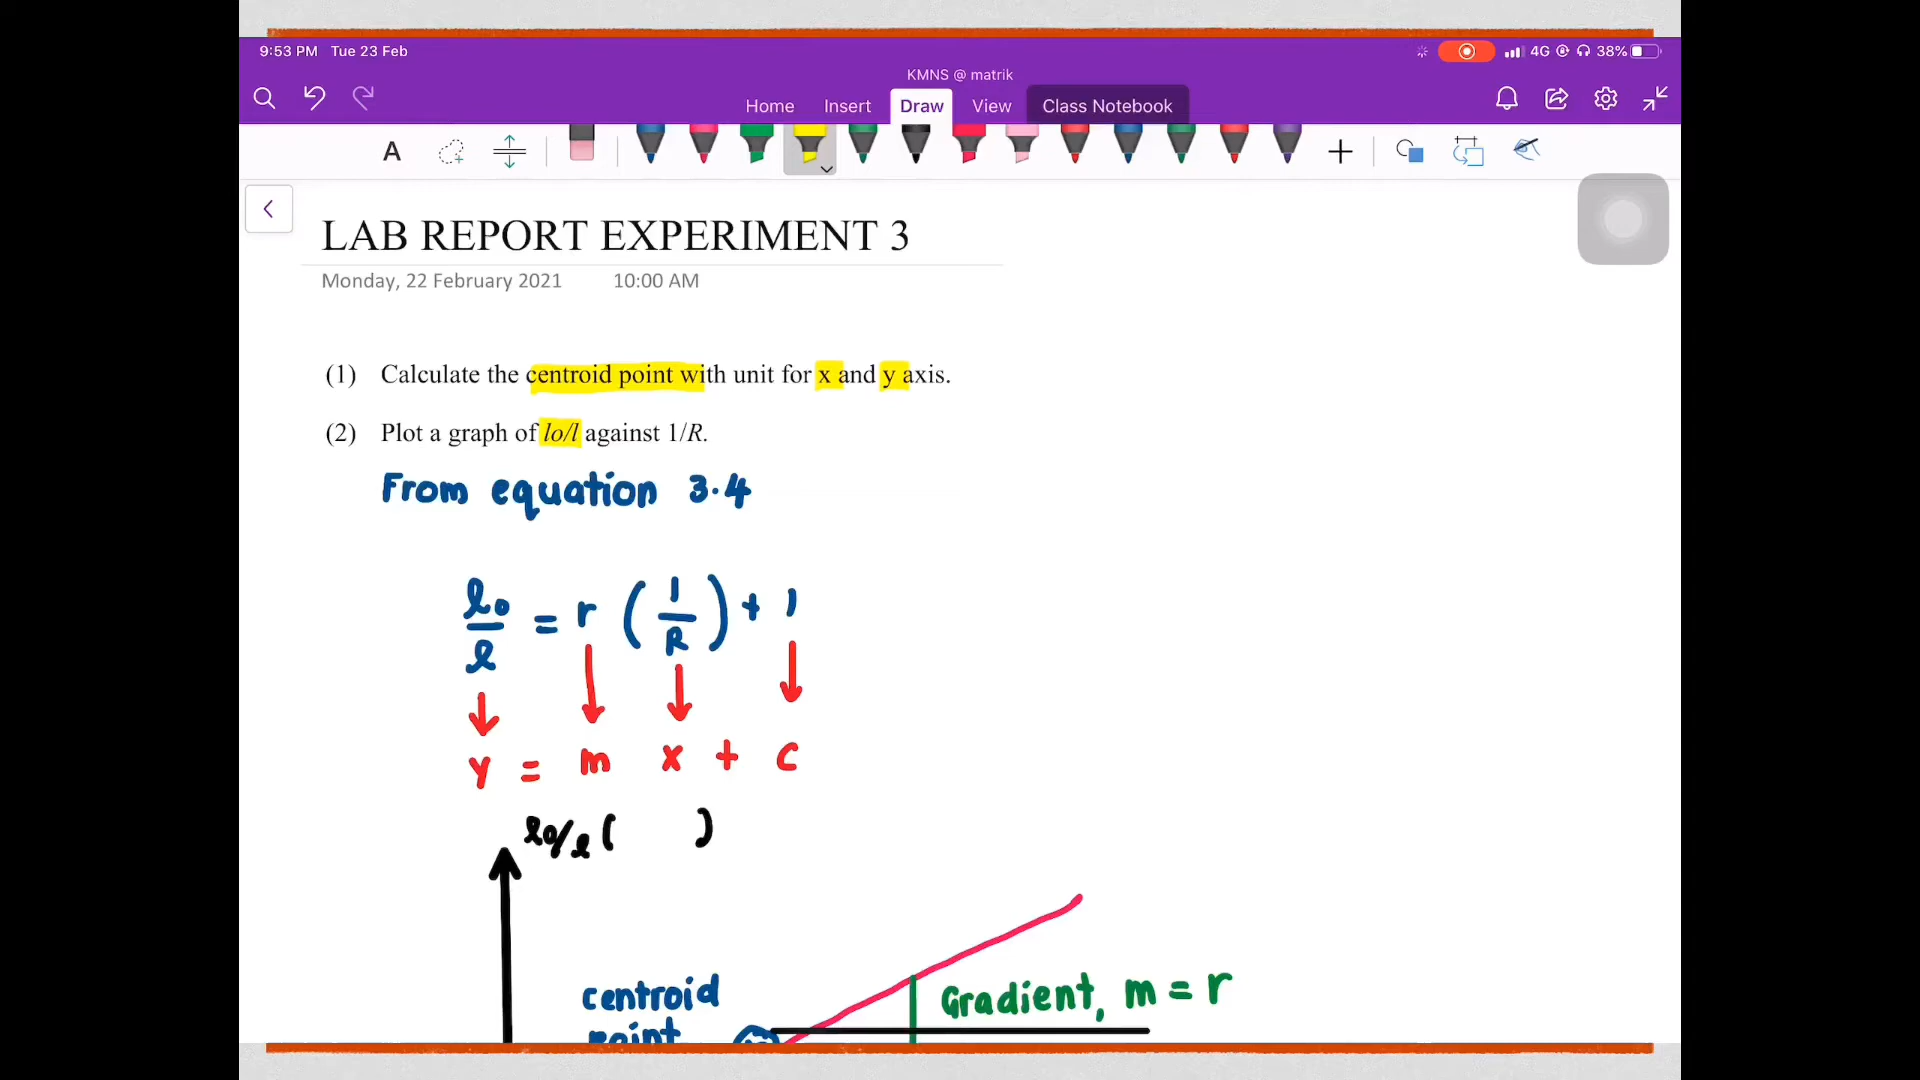 9:53 PM Tue 23 Feb
4G 38%
KMNS @ matrik
Home Insert Draw View Class Notebook
A
LAB REPORT EXPERIMENT 3
Monday, 22 February 2021 10:00 AM
(1) Calculate the centroid point with unit for x and y axis.
(2) Plot a graph of lo/l against 1/R.
From equation 3.4
lo/l = r (1/R) + 1
y = m x + c
lo/l ( )
centroid
point
Gradient, m = r